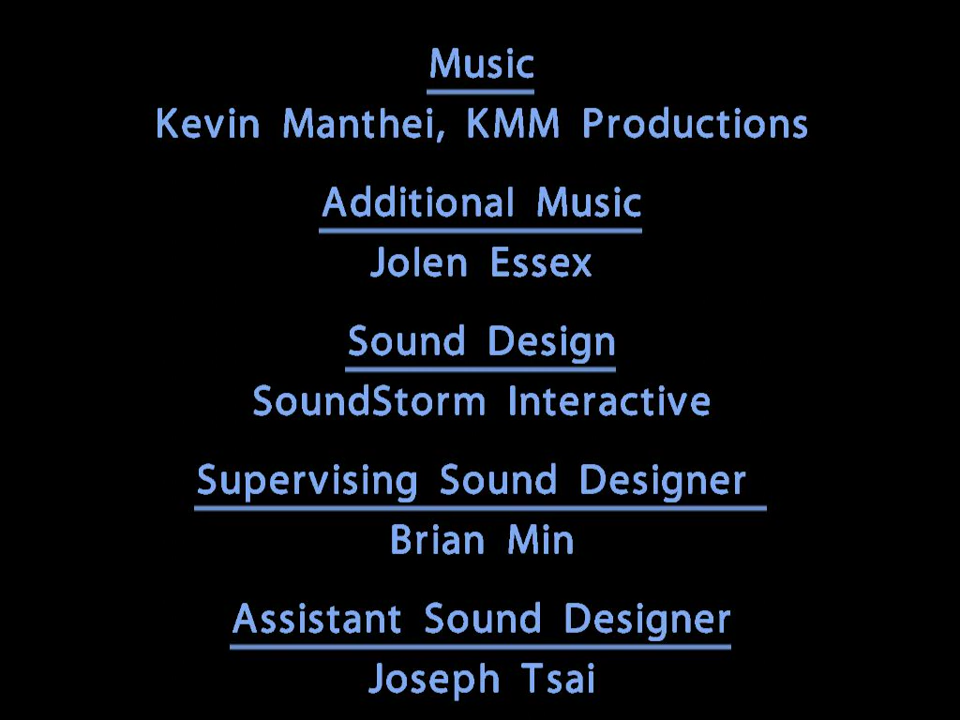 Music
Kevin Manthei, KMM Productions
Additional Music
Jolen Essex
Sound Design
SoundStorm Interactive
Supervising Sound Designer
Brian Min
Assistant Sound Designer
Joseph Tsai